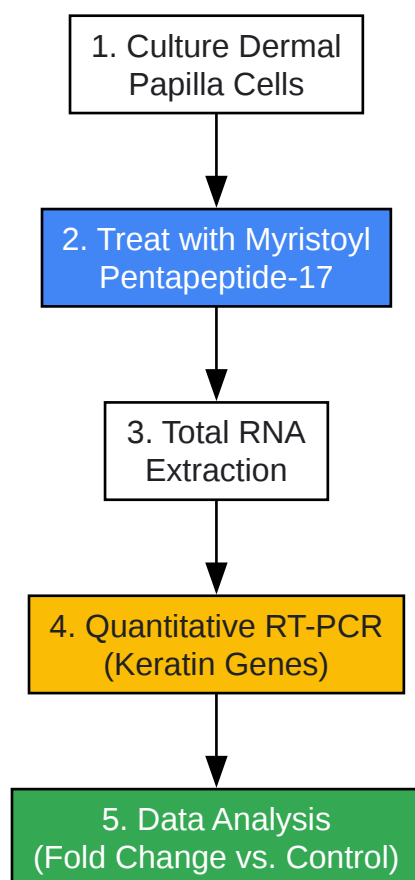 1. Culture Dermal
Papilla Cells
2. Treat with Myristoyl
Pentapeptide-17
3. Total RNA
Extraction
4. Quantitative RT-PCR
(Keratin Genes)
5. Data Analysis
(Fold Change vs. Control)